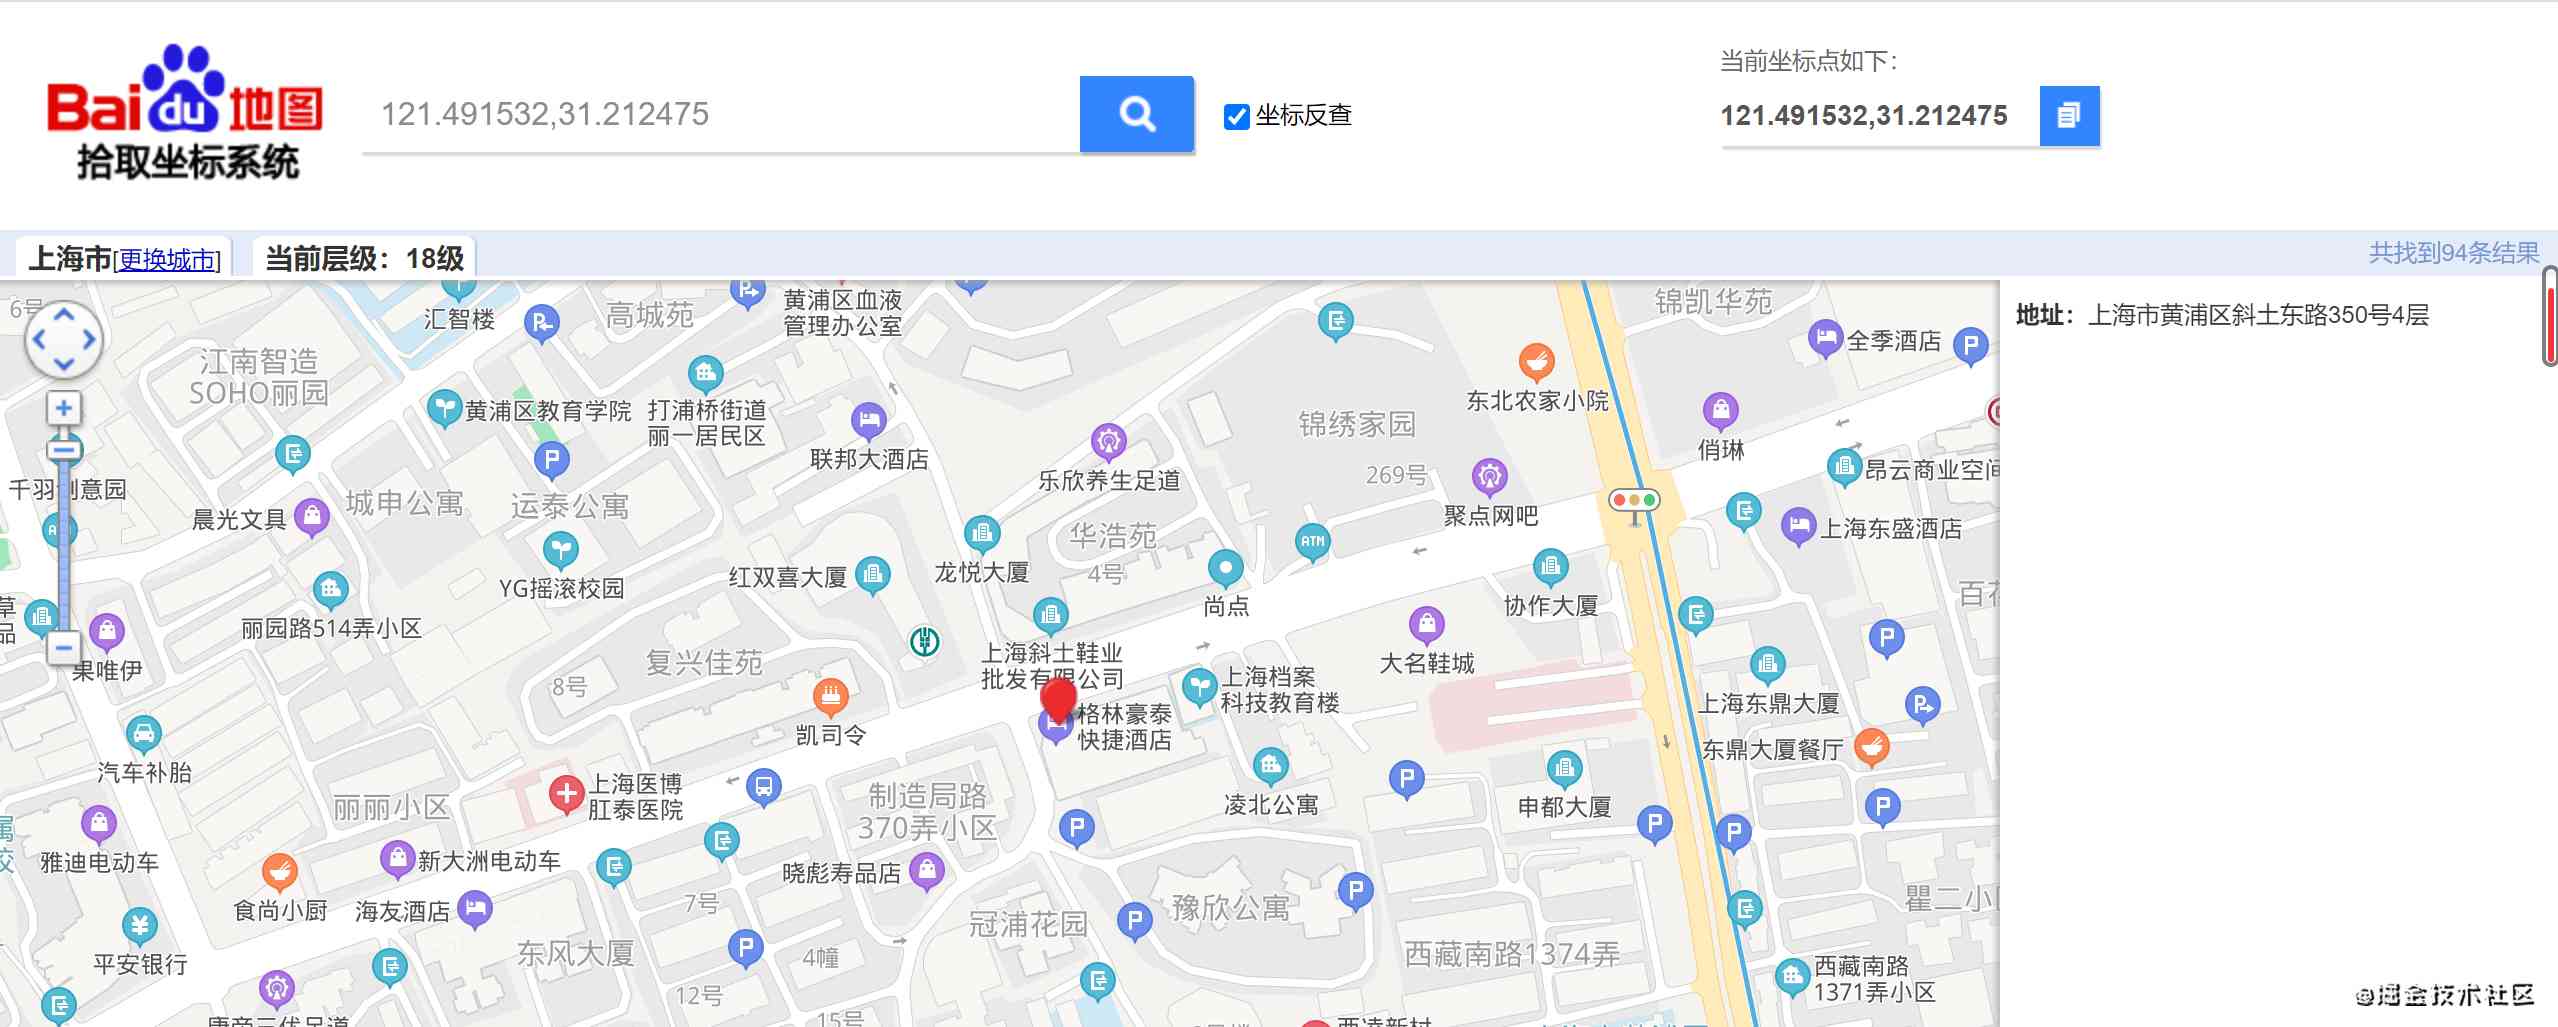 当前坐标点如下：
Bai du 地图
拾取坐标系统
121.491532,31.212475
坐标反查
121.491532,31.212475
上海市[更换城市]
当前层级：18级
共找到94条结果
地址：上海市黄浦区斜土东路350号4层
6号
汇智楼
高城苑
黄浦区血液
管理办公室
锦凯华苑
全季酒店
P
江南智造
SOHO丽园
黄浦区教育学院
打浦桥街道
丽一居民区
联邦大酒店
乐欣养生足道
锦绣家园
269号
东北农家小院
俏琳
昂云商业空间
千羽创意园
晨光文具
城申公寓
P
运泰公寓
聚点网吧
上海东盛酒店
YG摇滚校园
红双喜大厦
龙悦大厦
华浩苑
4号
ATM
尚点
协作大厦
百花
草
品
果唯伊
丽园路514弄小区
复兴佳苑
8号
上海斜土鞋业
批发有限公司
大名鞋城
P
上海档案
科技教育楼
格林豪泰
快捷酒店
凯司令
上海东鼎大厦
东鼎大厦餐厅
汽车补胎
丽丽小区
上海医博
肛泰医院
制造局路
370弄小区
凌北公寓
P
申都大厦
P
P
P
P
雅迪电动车
新大洲电动车
晓彪寿品店
食尚小厨
海友酒店
7号
豫欣公寓
P
瞿二小
冠浦花园
P
平安银行
东风大厦
P
4幢
西藏南路1374弄
西藏南路
1371弄小区
12号
15号
唐帝三优足道
西凌新村
@掘金技术社区